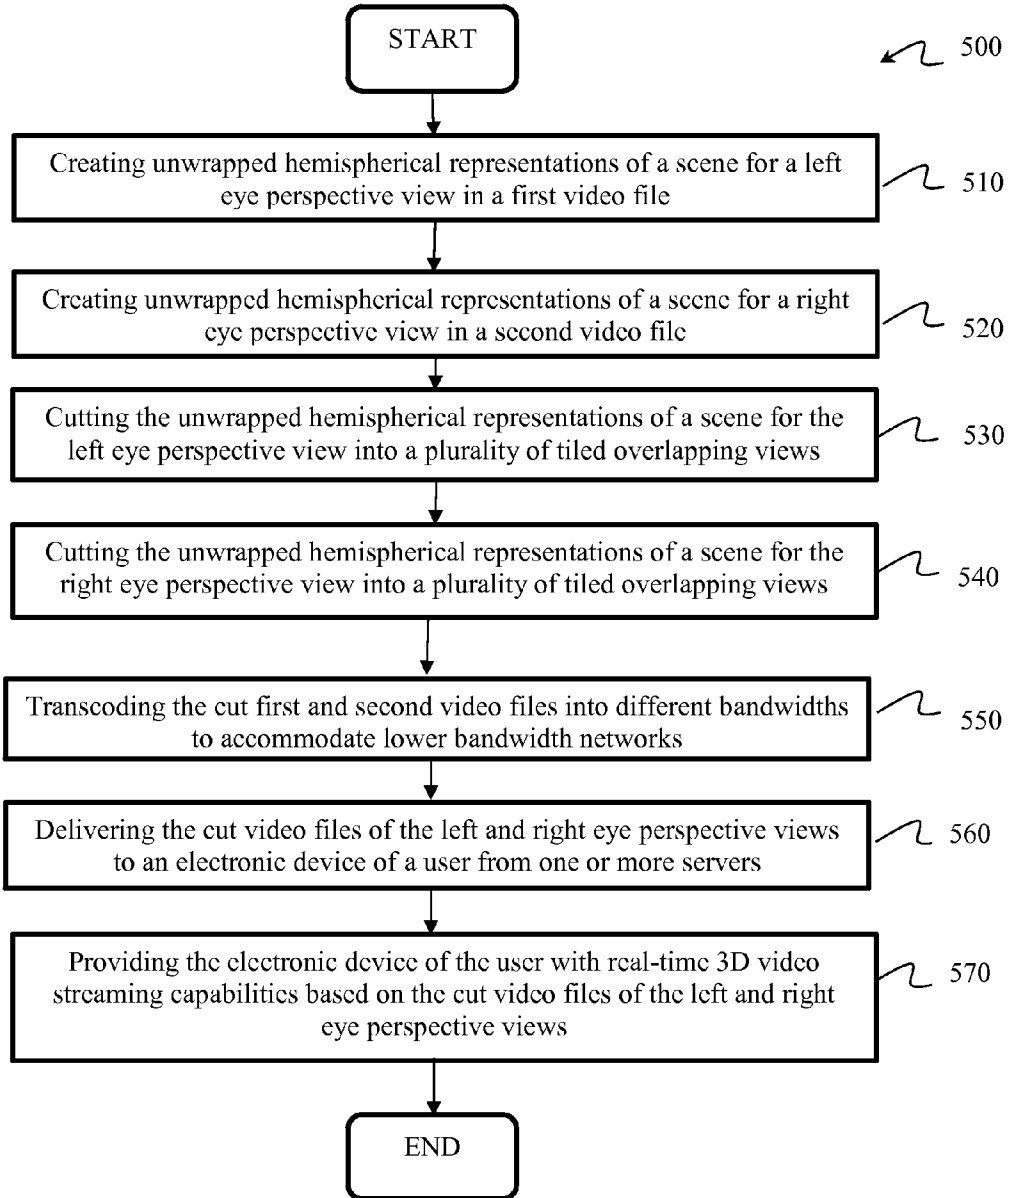 START
500
Creating unwrapped hemispherical representations of a scene for a left
eye perspective view in a first video file
510
Creating unwrapped hemispherical representations of a scene for a right
eye perspective view in a second video file
520
Cutting the unwrapped hemispherical representations of a scene for the
left eye perspective view into a plurality of tiled overlapping views
530
Cutting the unwrapped hemispherical representations of a scene for the
right eye perspective view into a plurality of tiled overlapping views
540
Transcoding the cut first and second video files into different bandwidths
to accommodate lower bandwidth networks
550
Delivering the cut video files of the left and right eye perspective views
to an electronic device of a user from one or more servers
560
Providing the electronic device of the user with real-time 3D video
streaming capabilities based on the cut video files of the left and right
eye perspective views
570
END